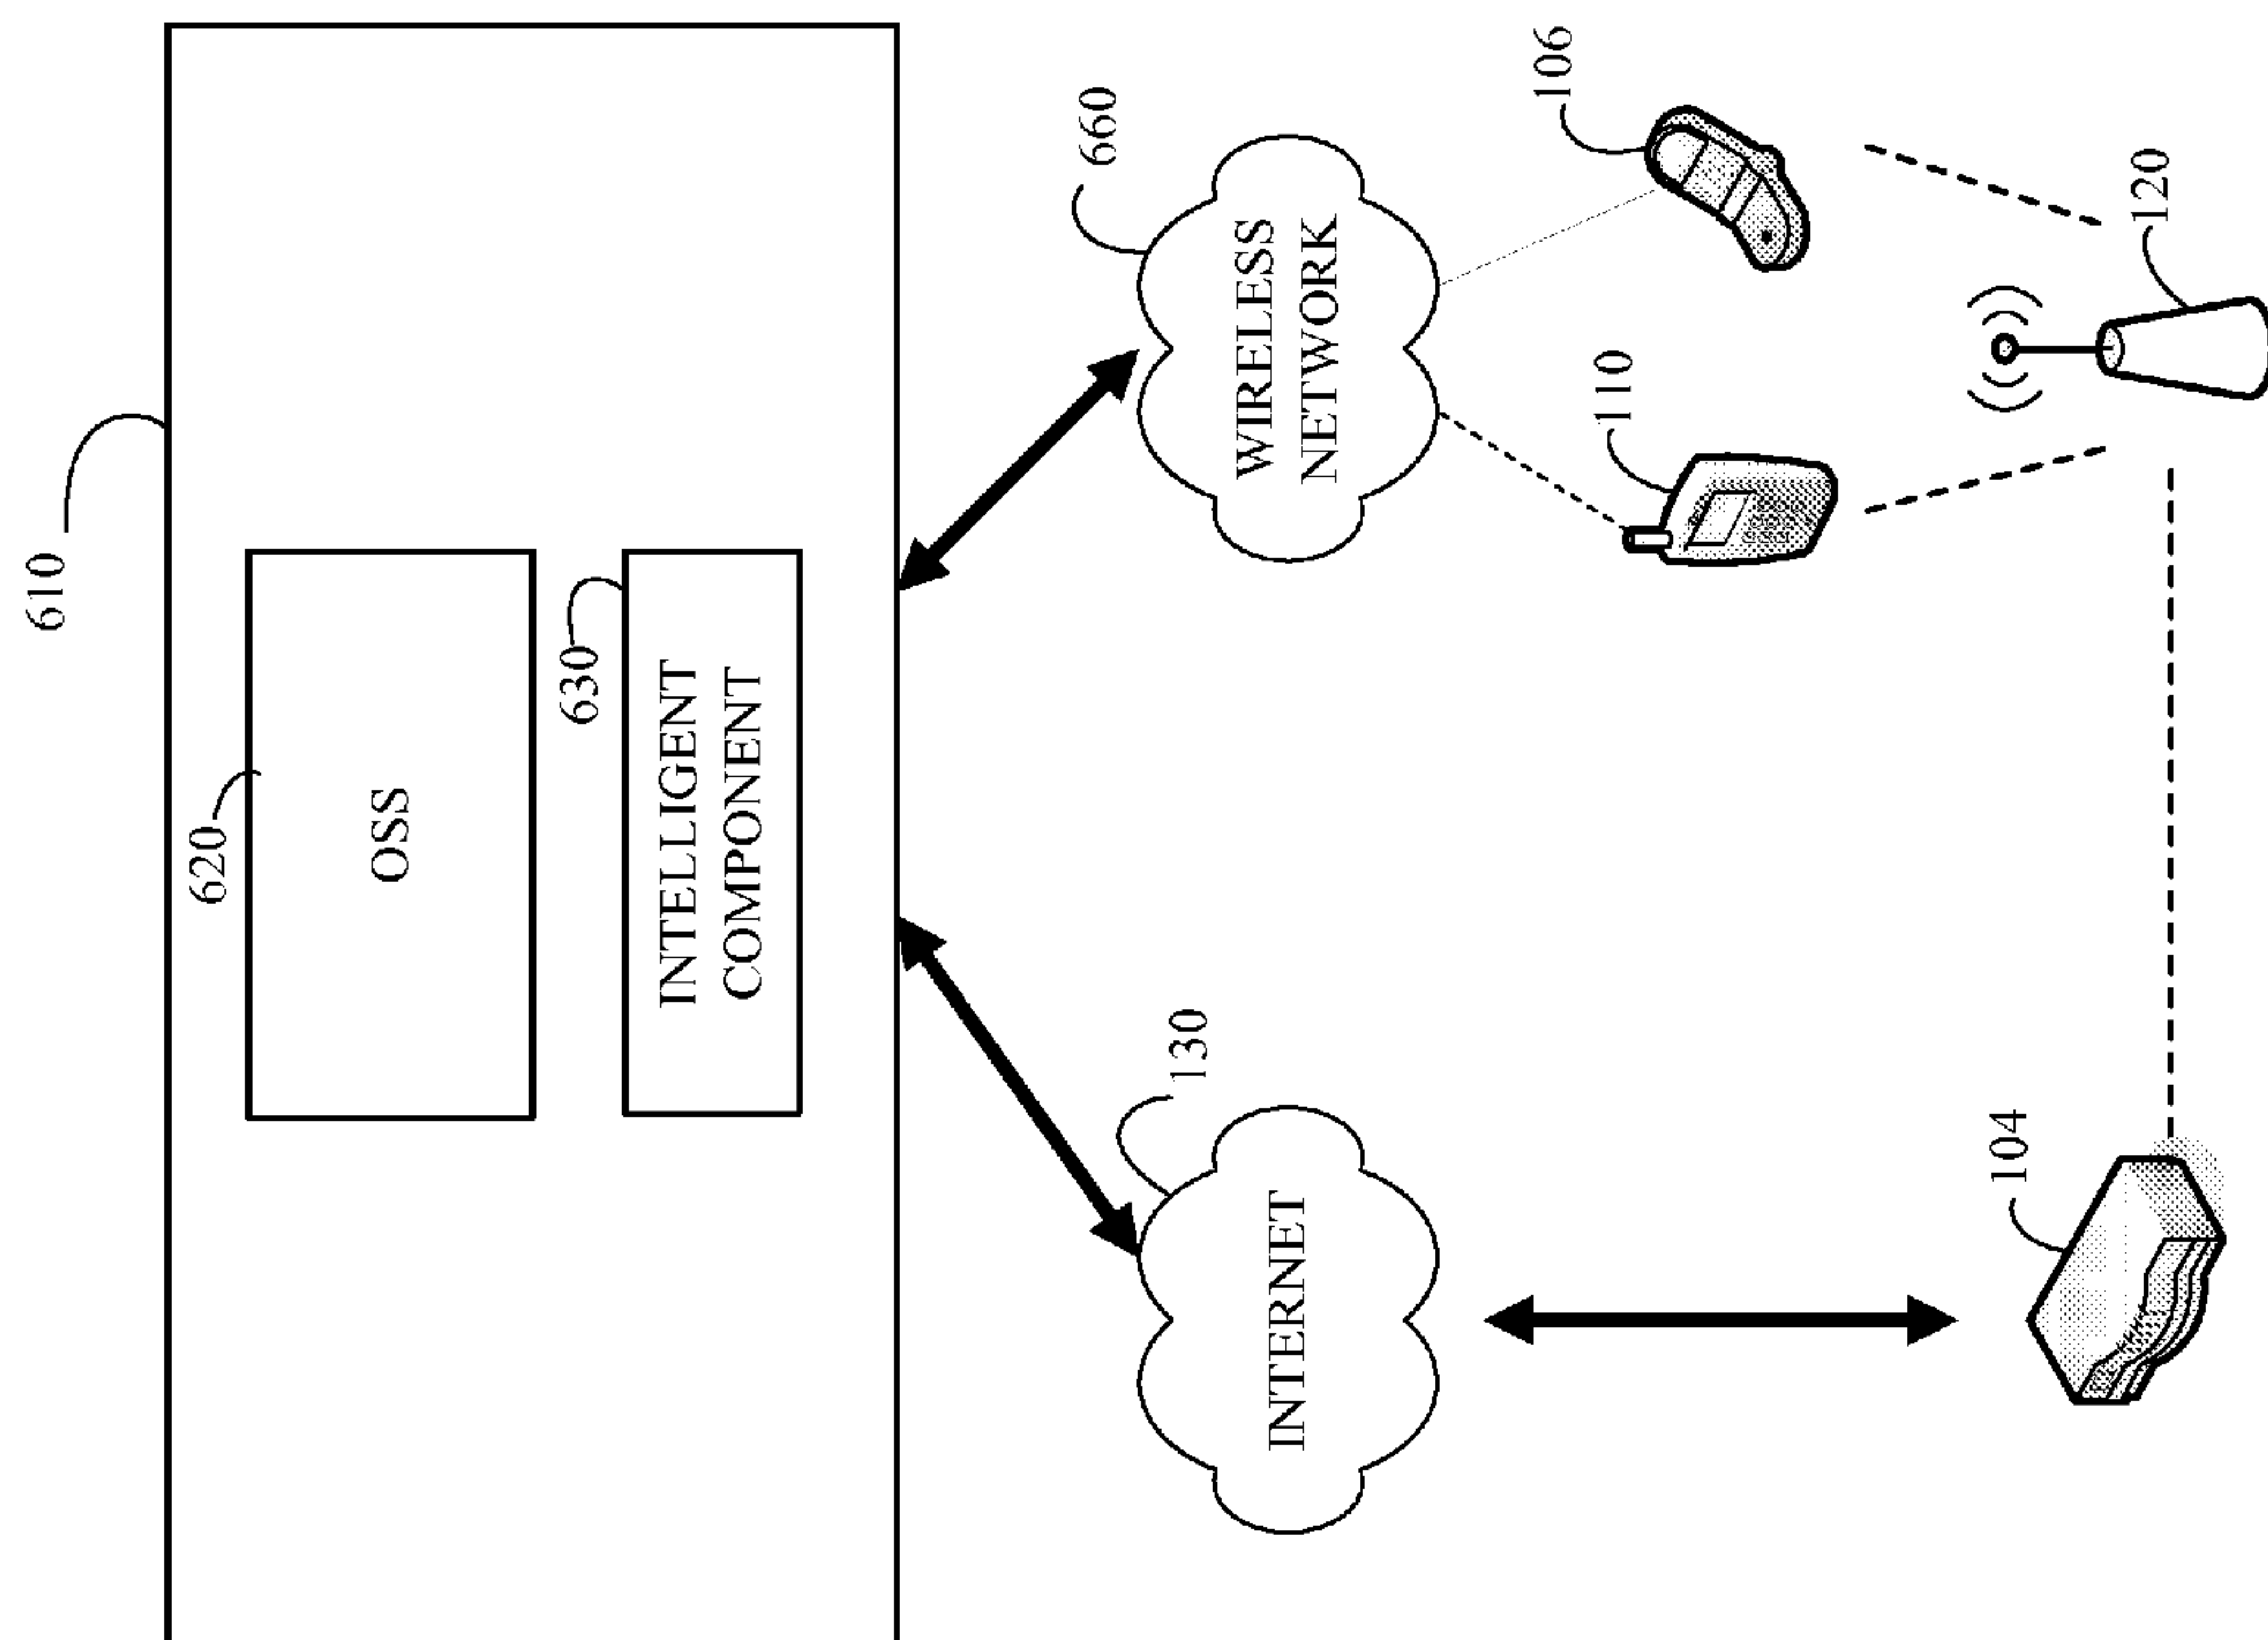 610
620
OSS
630
INTELLIGENT
COMPONENT
130
INTERNET
660
WIRELESS
NETWORK
104
110
106
120